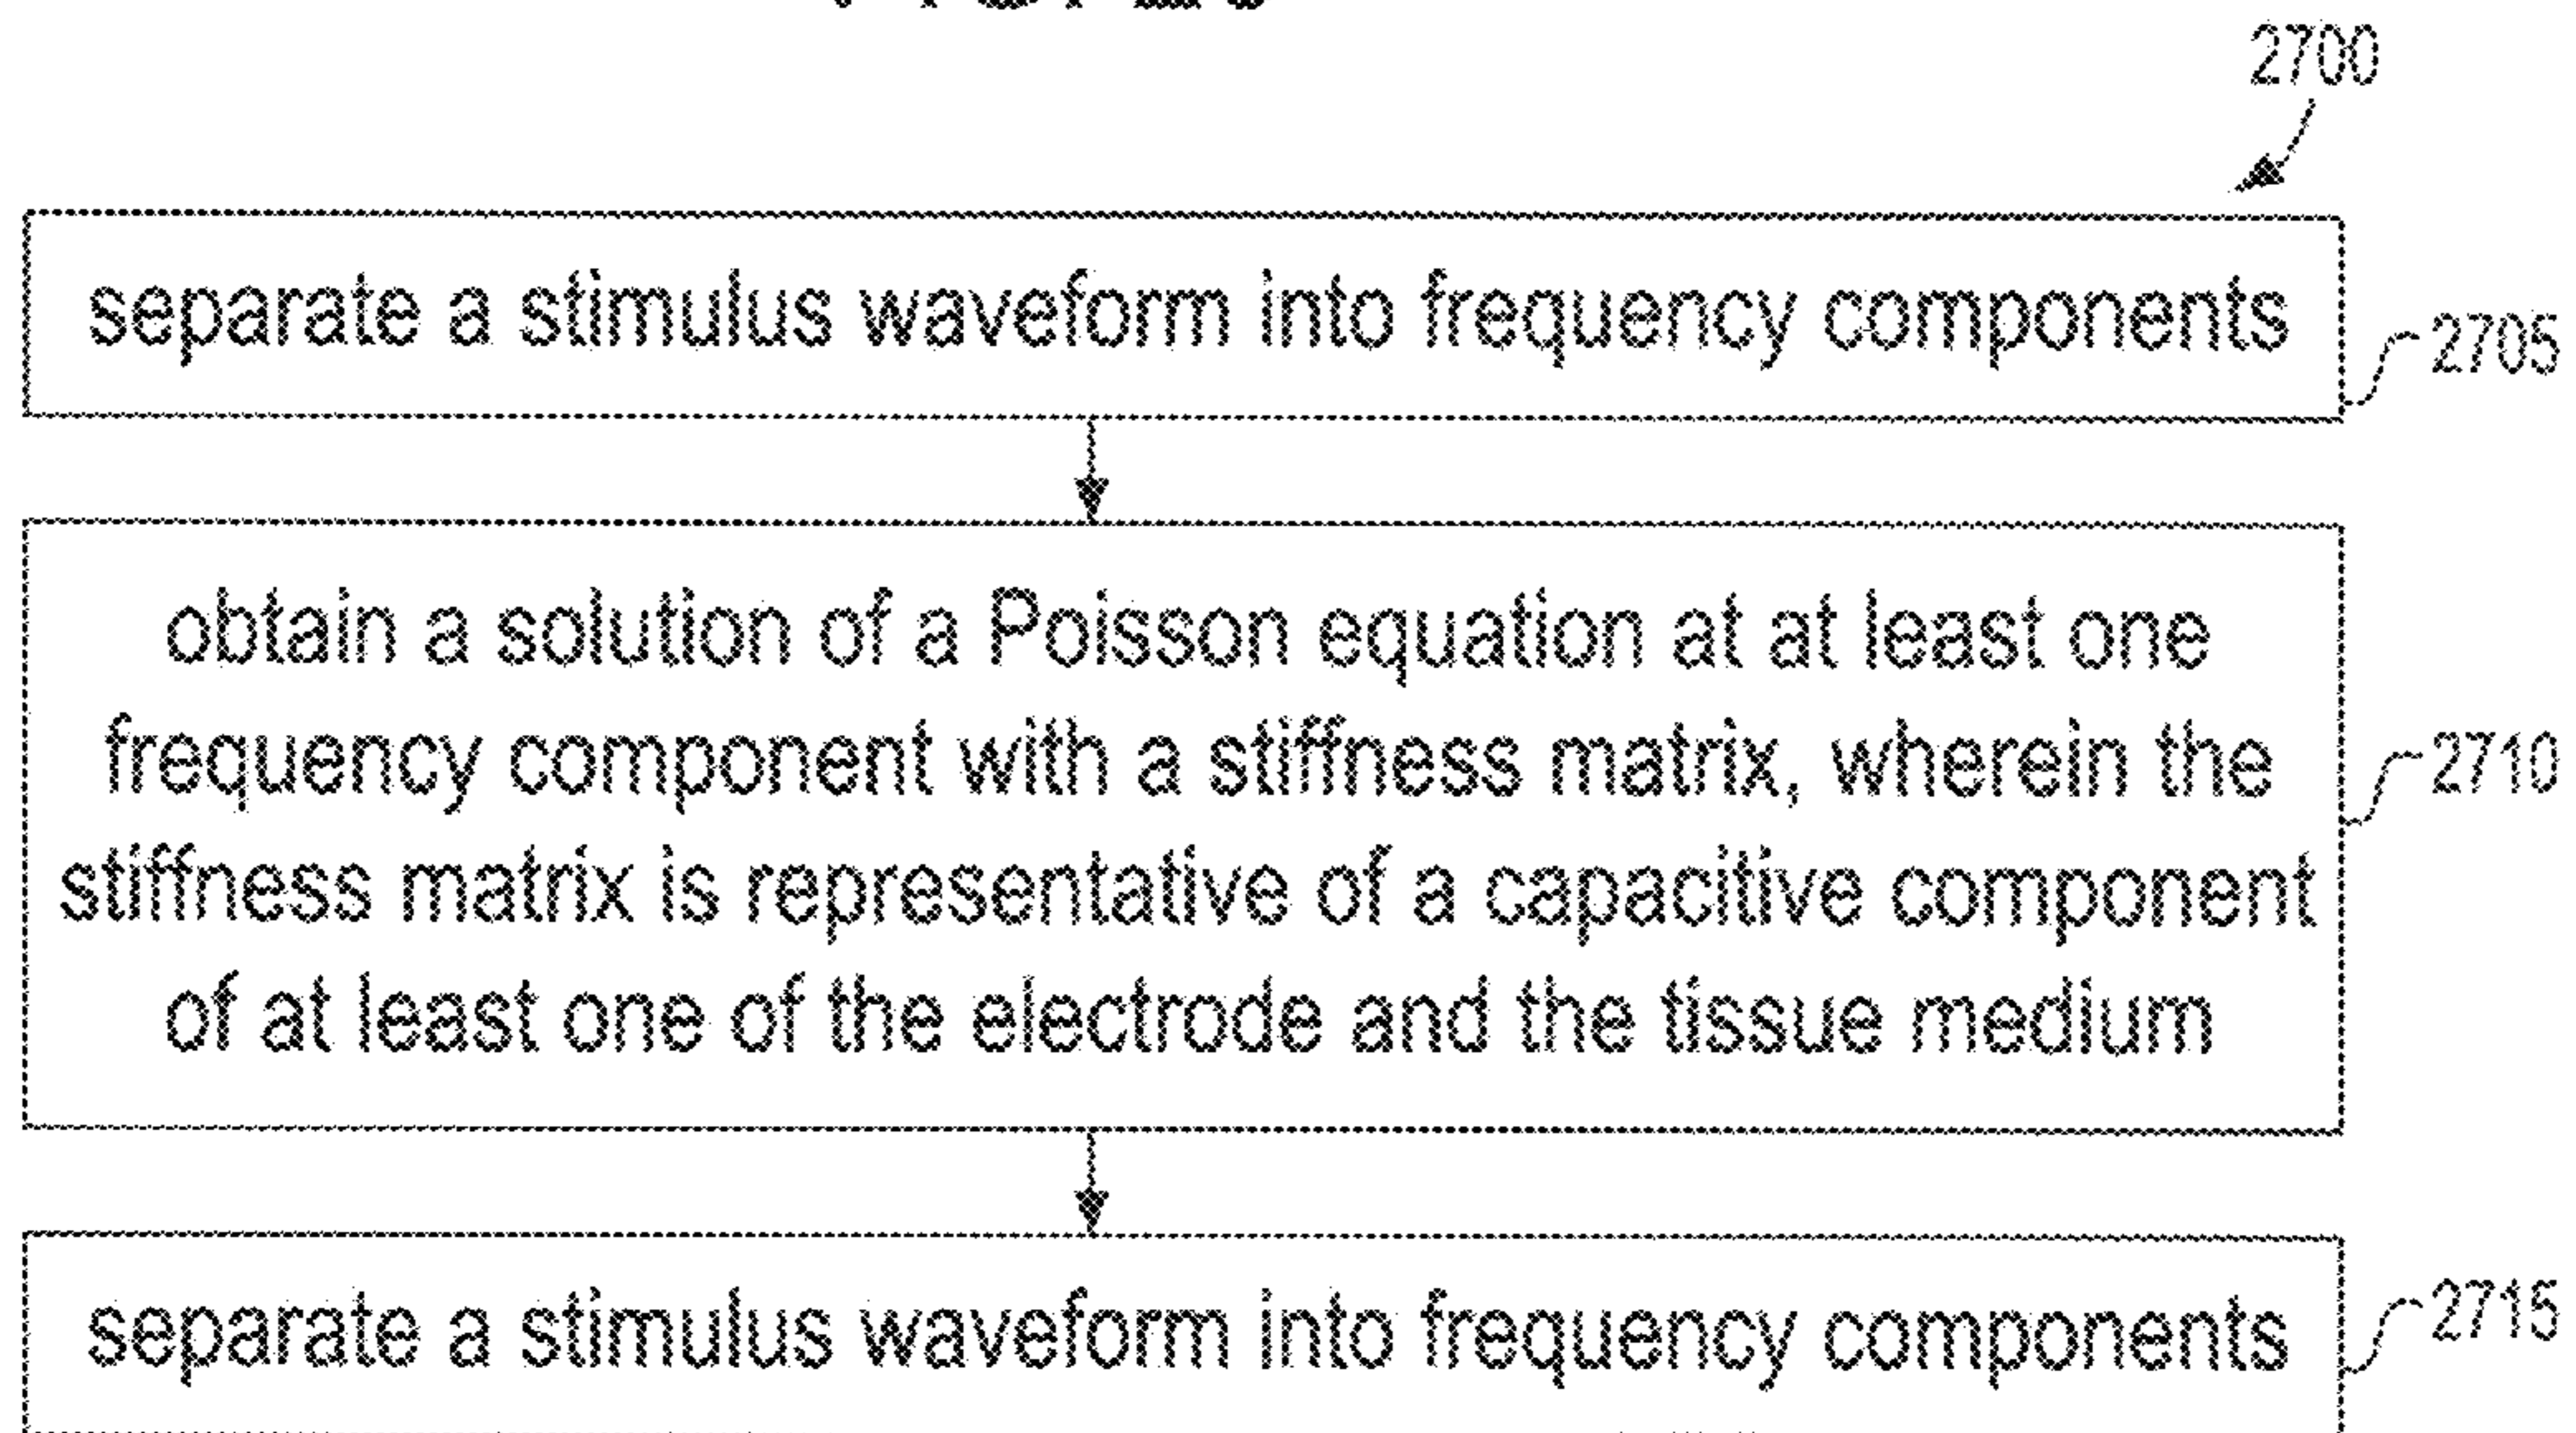 2700
separate a stimulus waveform into frequency components
2705
obtain a solution of a Poisson equation at at least one
frequency component with a stiffness matrix, wherein the
2710
stiffness matrix is representative of a capacitive component
of at least one of the electrode and the tissue medium
separate a stimulus waveform into frequency components
2715